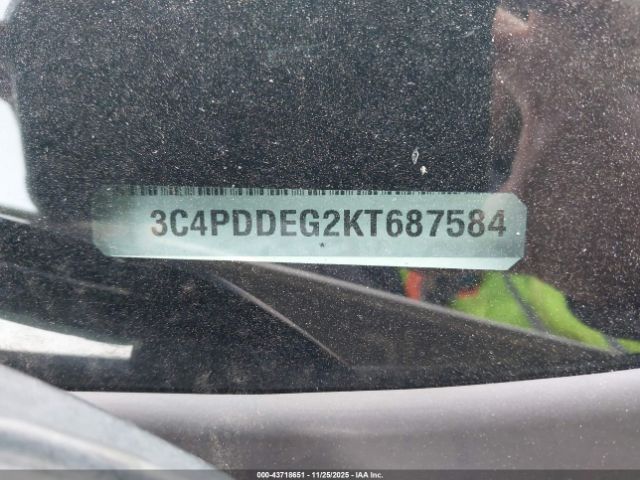 3C4PDDEG2KT687584
*
000-43718651 - 11/25/2025 - IAA Inc.